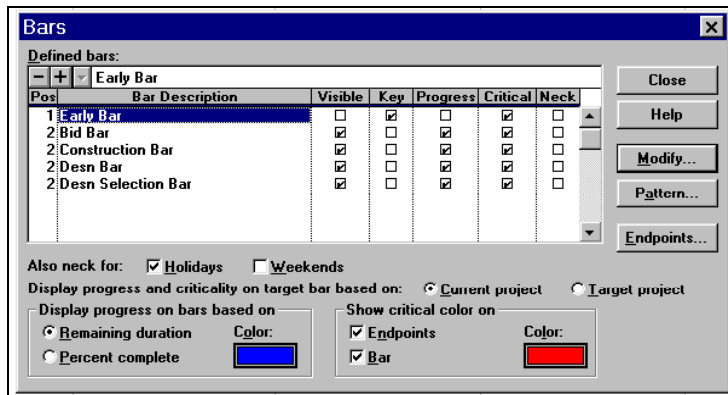 Bars
Defined bars:
Early Bar
Pos Bar Description Visible Key Progress Critical Neck
1 Early Bar
2 Bid Bar
2 Construction Bar
2 Desn Bar
2 Desn Selection Bar
Close
Help
Modify...
Pattern...
Endpoints...
Also neck for: Holidays Weekends
Display progress and criticality on target bar based on: Current project Target project
Display progress on bars based on
Remaining duration Color:
Percent complete
Show critical color on
Endpoints Color:
Bar